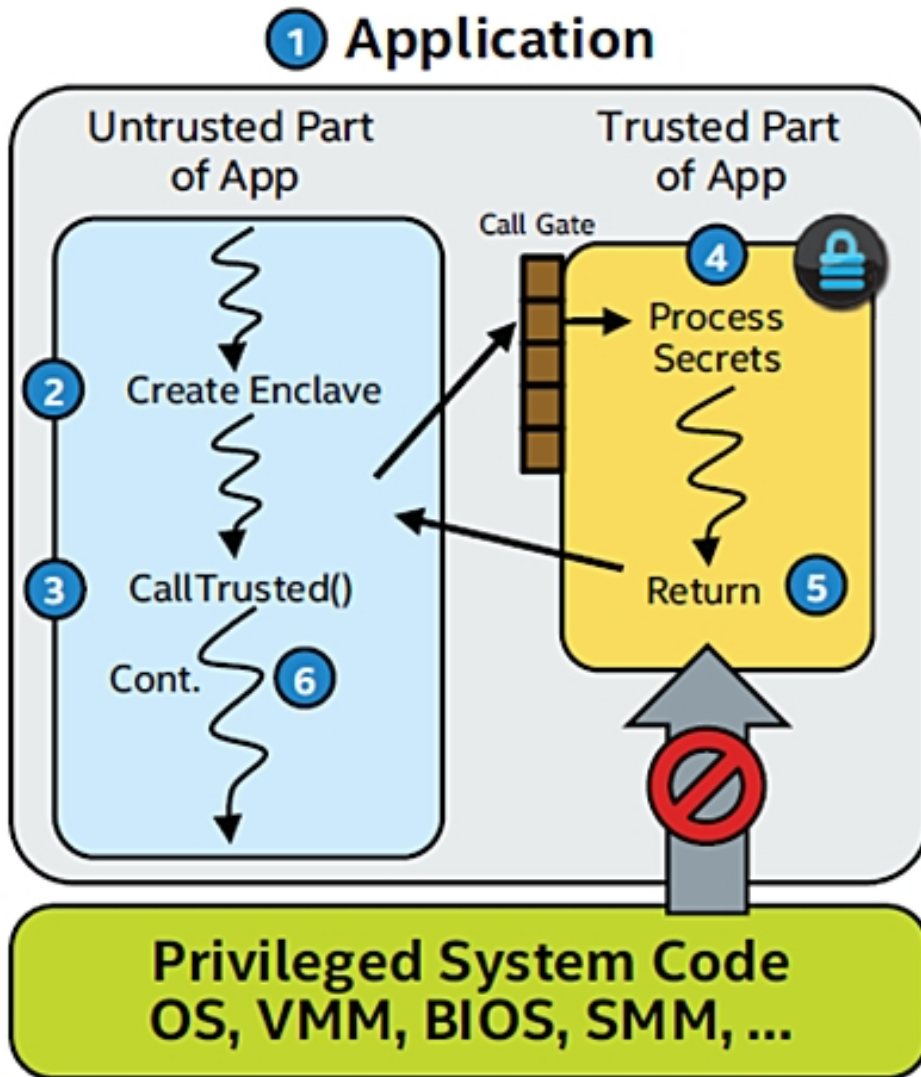 1 Application
Untrusted Part
of App
Trusted Part
of App
Call Gate
4
Process
Secrets
2 Create Enclave
3 CallTrusted()
Return 5
Cont. 6
Privileged System Code
OS, VMM, BIOS, SMM, ...